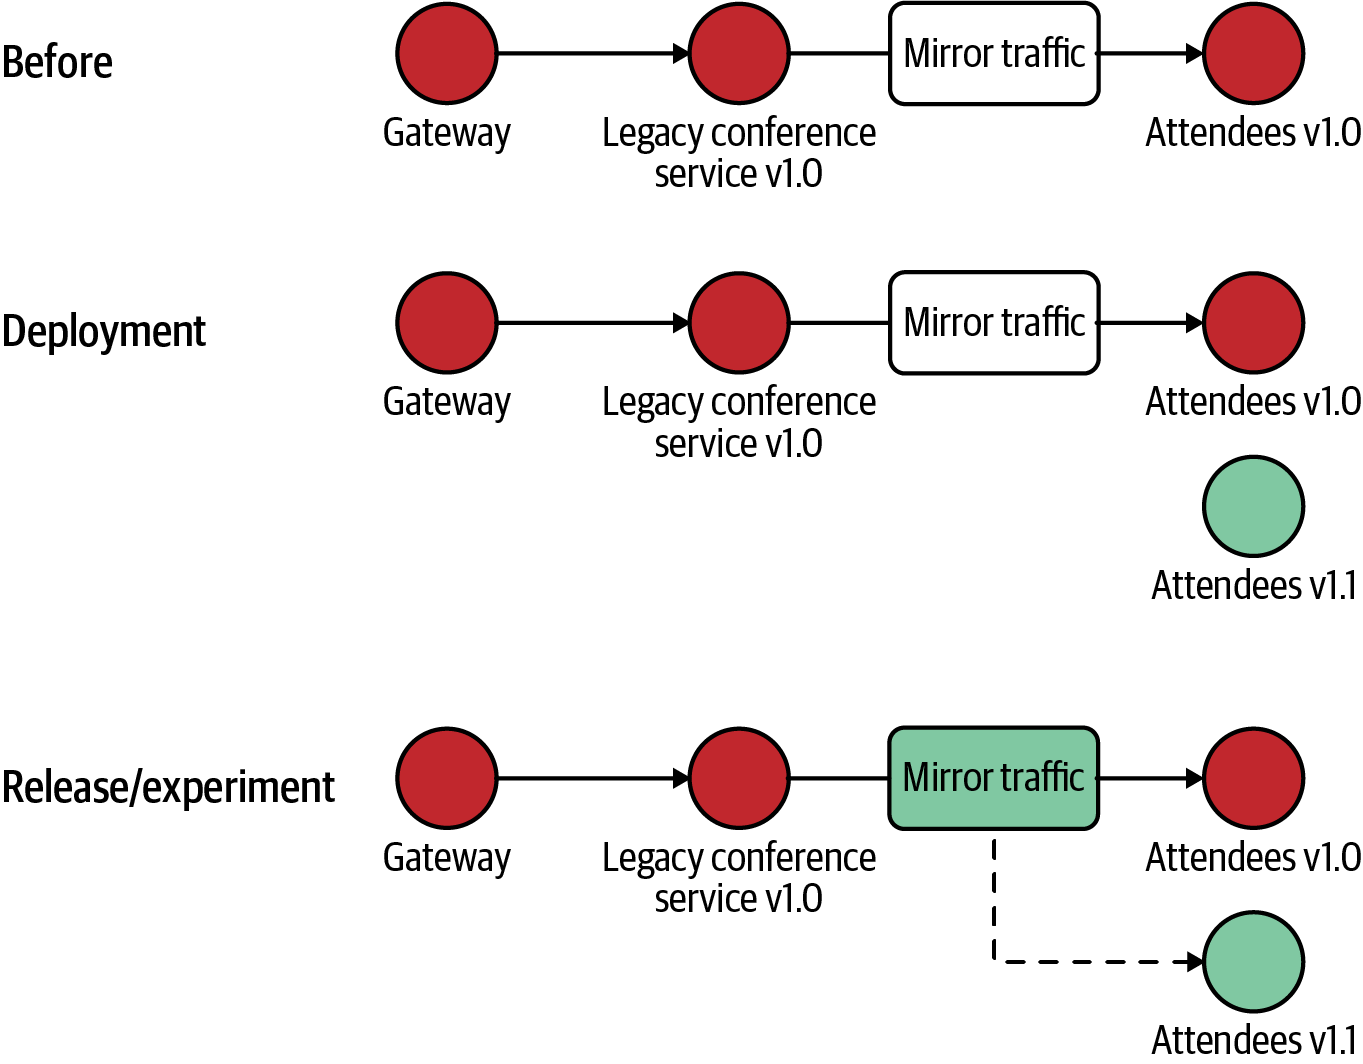 Before
Mirror traffic
Gateway
Legacy conference
service v1.0
Attendees v1.0
Deployment
Mirror traffic
Gateway
Legacy conference
service v1.0
Attendees v1.0
Attendees v1.1
Release/experiment
Mirror traffic
Gateway
Legacy conference
service v1.0
Attendees v1.0
Attendees v1.1